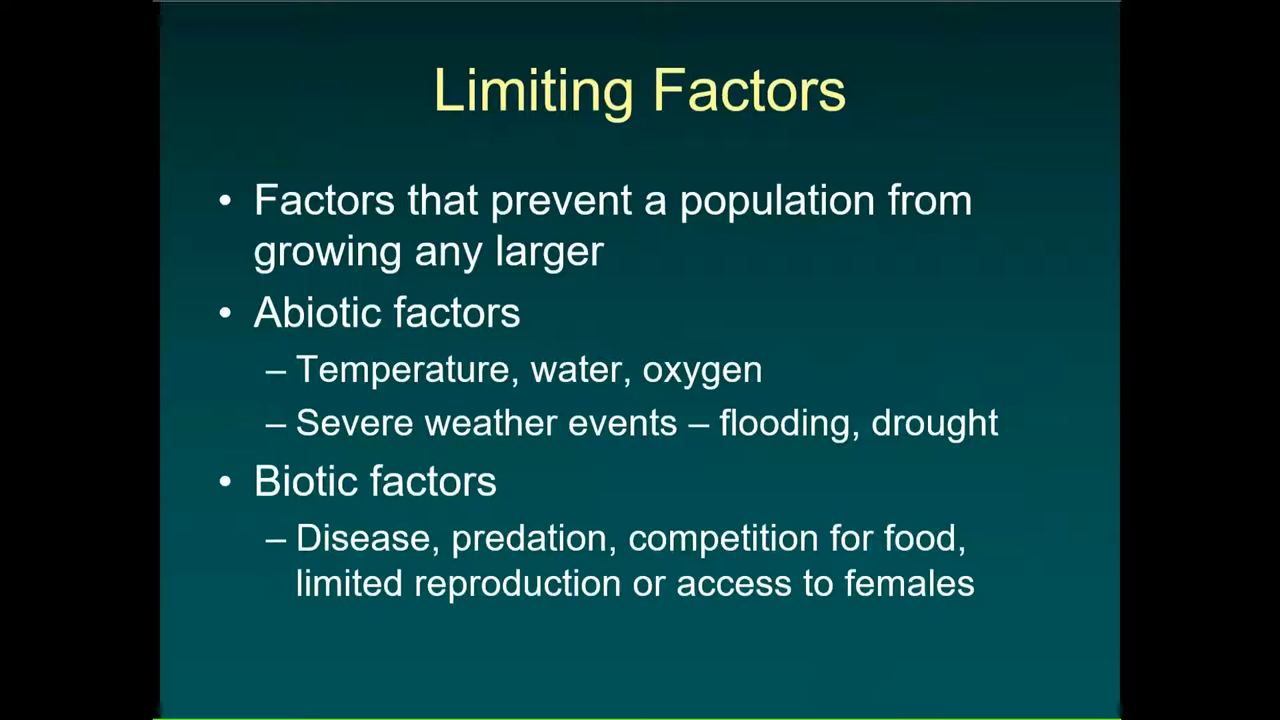 Limiting Factors
• Factors that prevent a population from
growing any larger
• Abiotic factors
– Temperature, water, oxygen
– Severe weather events – flooding, drought
• Biotic factors
– Disease, predation, competition for food,
limited reproduction or access to females